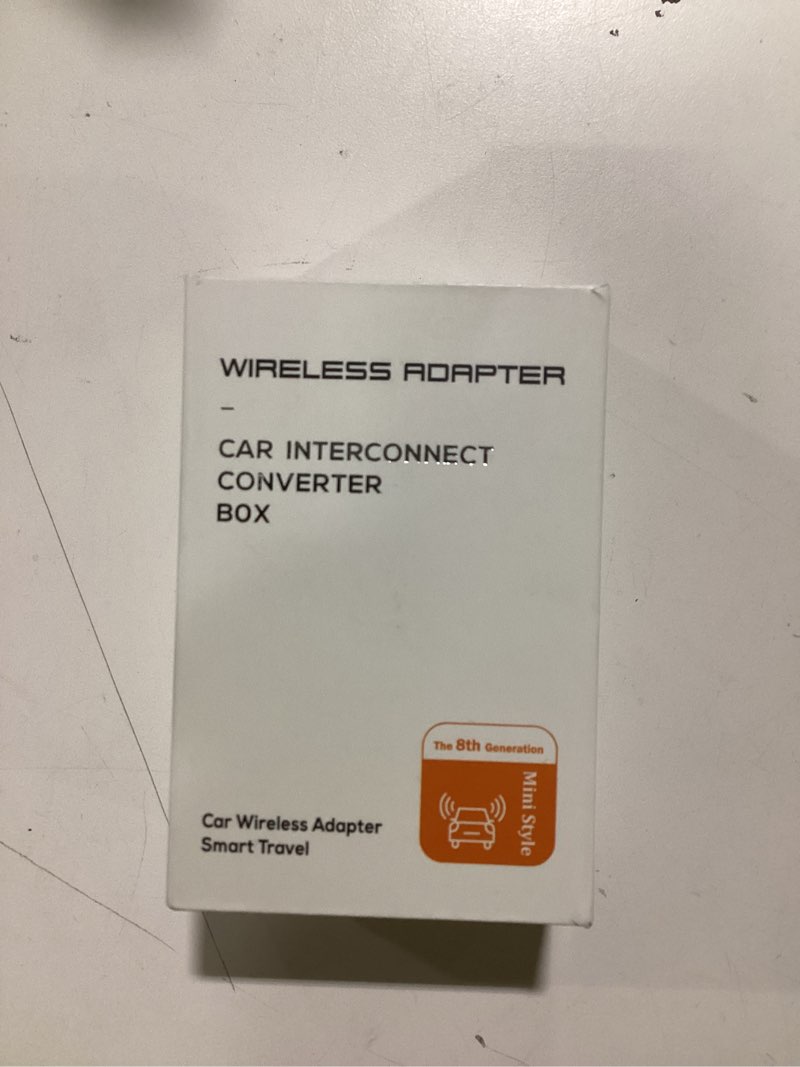 WIRELESS ADAPTER
–
CAR INTERCONNECT
CONVERTER
BOX
The 8th Generation
Mini Style
Car Wireless Adapter
Smart Travel